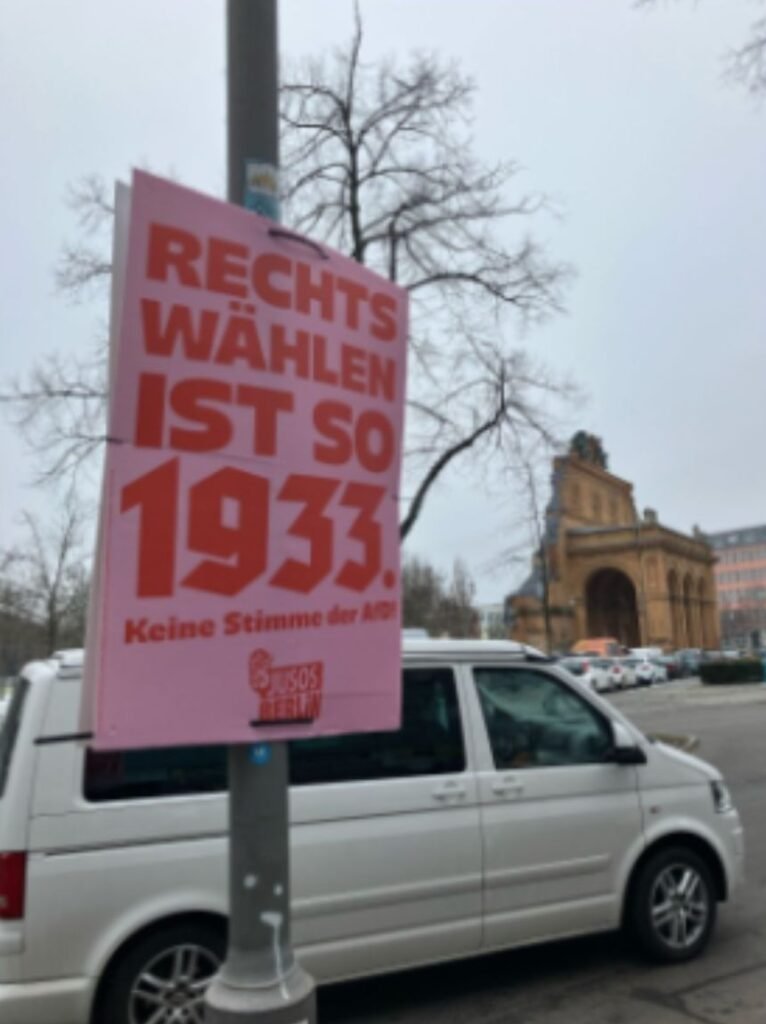 RECHTS
WÄHLEN
IST SO
1933.
Keine Stimme der AfD!
JUSOS
BERLIN